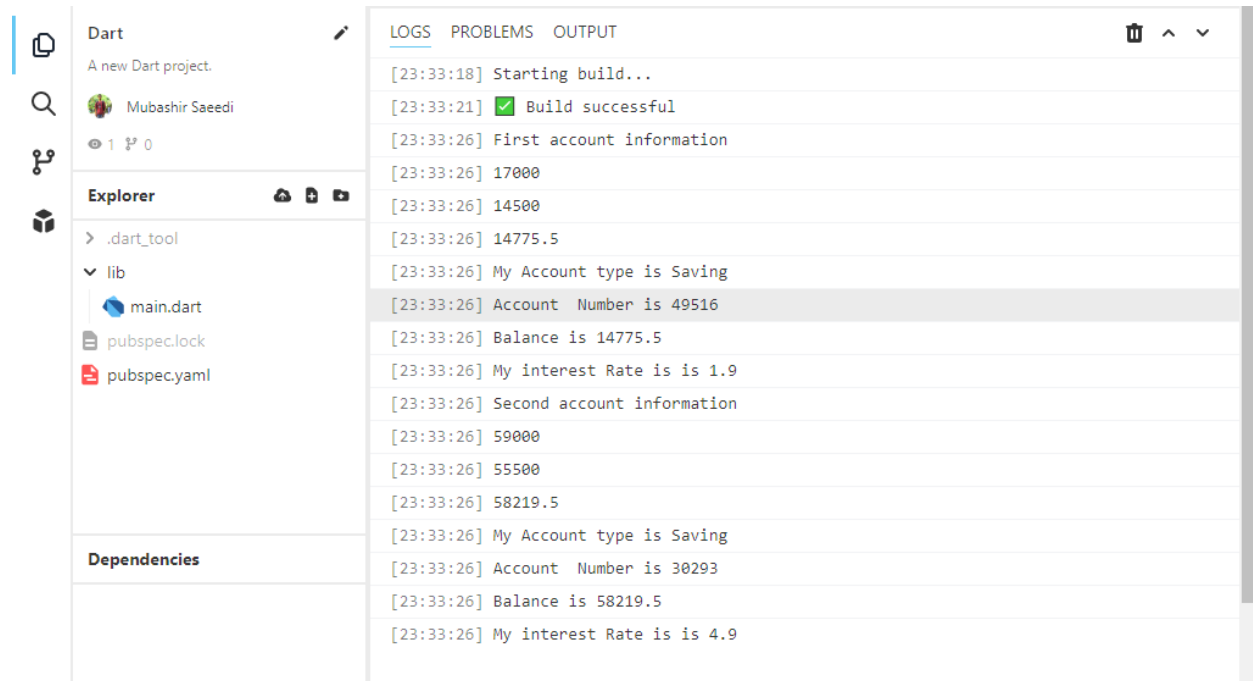 Dart
A new Dart project.
Mubashir Saeedi
1 0
Explorer
.dart_tool
lib
main.dart
pubspec.lock
pubspec.yaml
Dependencies
LOGS PROBLEMS OUTPUT
[23:33:18] Starting build...
[23:33:21] ✅ Build successful
[23:33:26] First account information
[23:33:26] 17000
[23:33:26] 14500
[23:33:26] 14775.5
[23:33:26] My Account type is Saving
[23:33:26] Account  Number is 49516
[23:33:26] Balance is 14775.5
[23:33:26] My interest Rate is is 1.9
[23:33:26] Second account information
[23:33:26] 59000
[23:33:26] 55500
[23:33:26] 58219.5
[23:33:26] My Account type is Saving
[23:33:26] Account  Number is 30293
[23:33:26] Balance is 58219.5
[23:33:26] My interest Rate is is 4.9